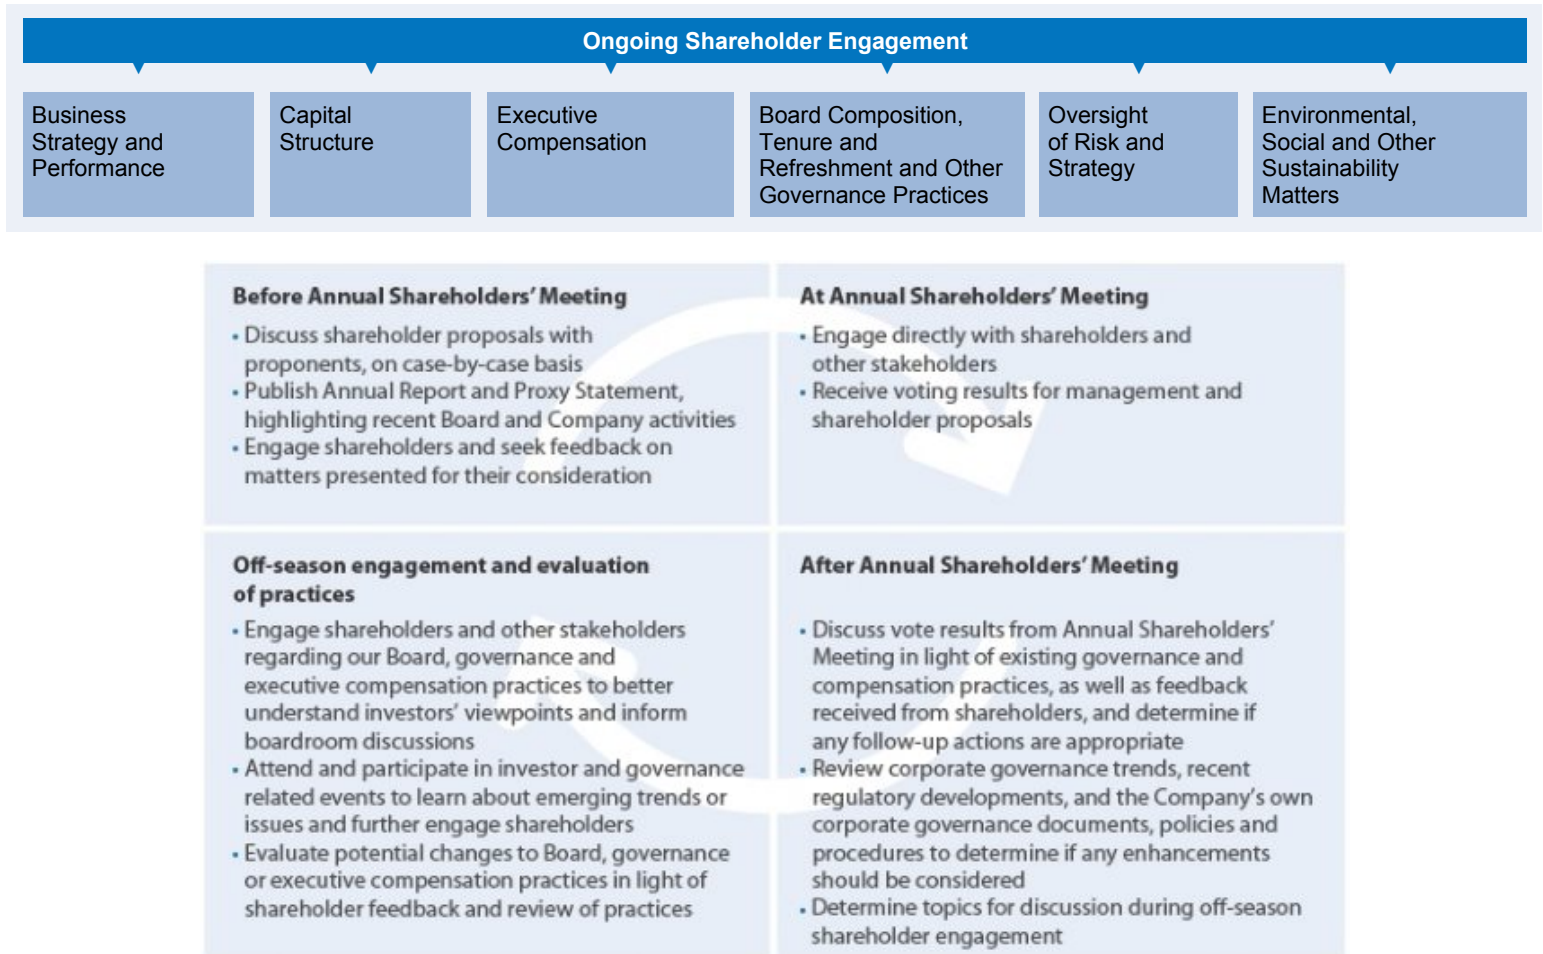 Ongoing Shareholder Engagement
Business
Strategy and
Performance
Capital
Structure
Executive
Compensation
Board Composition,
Tenure and
Refreshment and Other
Governance Practices
Oversight
of Risk and
Strategy
Environmental,
Social and Other
Sustainability
Matters
Before Annual Shareholders' Meeting
• Discuss shareholder proposals with
proponents, on case-by-case basis
• Publish Annual Report and Proxy Statement,
highlighting recent Board and Company activities
• Engage shareholders and seek feedback on
matters presented for their consideration
At Annual Shareholders' Meeting
• Engage directly with shareholders and
other stakeholders
• Receive voting results for management and
shareholder proposals
Off-season engagement and evaluation
of practices
• Engage shareholders and other stakeholders
regarding our Board, governance and
executive compensation practices to better
understand investors' viewpoints and inform
boardroom discussions
• Attend and participate in investor and governance
related events to learn about emerging trends or
issues and further engage shareholders
• Evaluate potential changes to Board, governance
or executive compensation practices in light of
shareholder feedback and review of practices
After Annual Shareholders' Meeting
• Discuss vote results from Annual Shareholders'
Meeting in light of existing governance and
compensation practices, as well as feedback
received from shareholders, and determine if
any follow-up actions are appropriate
• Review corporate governance trends, recent
regulatory developments, and the Company's own
corporate governance documents, policies and
procedures to determine if any enhancements
should be considered
• Determine topics for discussion during off-season
shareholder engagement